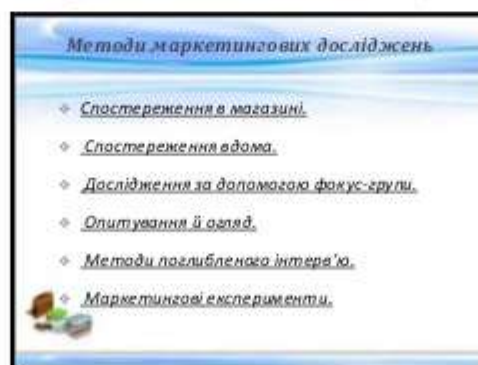 Методи маркетингових досліджень
Спостереження в магазині.
Спостереження вдома.
Дослідження за допомогою фокус-групи.
Опитування й огляд.
Методи поглибленого інтерв'ю.
Маркетингові експерименти.